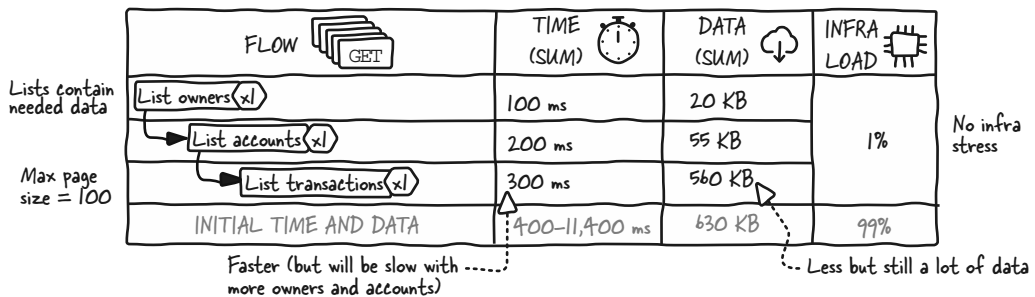 FLOW
GET
TIME
(SUM)
DATA
(SUM)
INFRA
LOAD
Lists contain
needed data
List owners x1
100 ms
20 KB
List accounts x1
200 ms
55 KB
1%
No infra
stress
Max page
size = 100
List transactions x1
300 ms
560 KB
INITIAL TIME AND DATA
400–11,400 ms
630 KB
99%
Faster (but will be slow with
more owners and accounts)
Less but still a lot of data